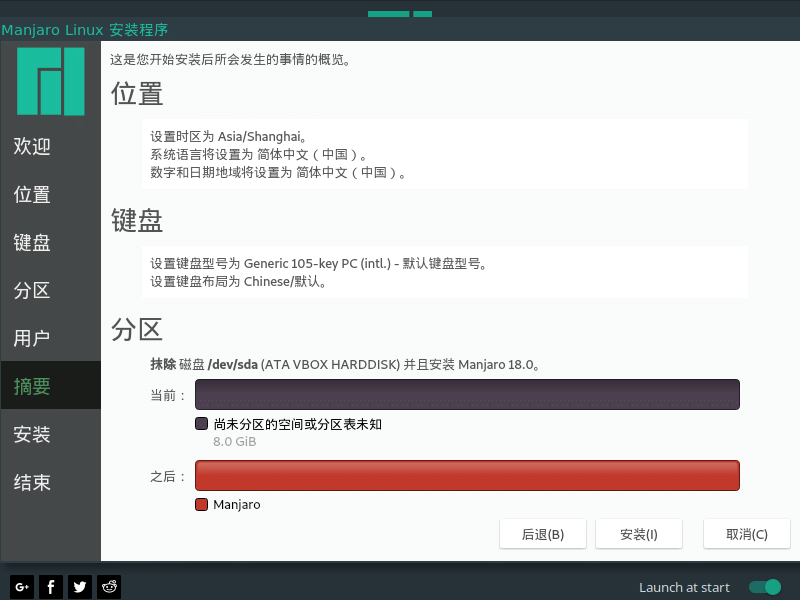 Manjaro Linux 安装程序
这是您开始安装后所会发生的事情的概览。
欢迎
位置
键盘
分区
用户
摘要
安装
结束
位置
设置时区为 Asia/Shanghai。
系统语言将设置为 简体中文（中国）。
数字和日期地域将设置为 简体中文（中国）。
键盘
设置键盘型号为 Generic 105-key PC (intl.) - 默认键盘型号。
设置键盘布局为 Chinese/默认。
分区
抹除 磁盘 /dev/sda (ATA VBOX HARDDISK) 并且安装 Manjaro 18.0。
当前：
尚未分区的空间或分区表未知
8.0 GiB
之后：
Manjaro
后退(B) 安装(I) 取消(C)
G+ f Launch at start